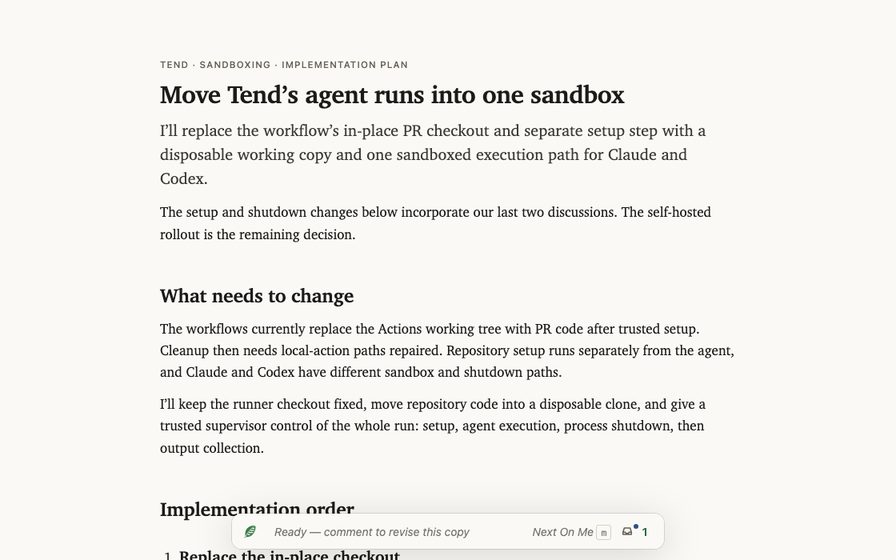 TEND · SANDBOXING · IMPLEMENTATION PLAN
Move Tend’s agent runs into one sandbox
I’ll replace the workflow’s in-place PR checkout and separate setup step with a
disposable working copy and one sandboxed execution path for Claude and
Codex.
The setup and shutdown changes below incorporate our last two discussions. The self-hosted
rollout is the remaining decision.
What needs to change
The workflows currently replace the Actions working tree with PR code after trusted setup.
Cleanup then needs local-action paths repaired. Repository setup runs separately from the agent,
and Claude and Codex have different sandbox and shutdown paths.
I’ll keep the runner checkout fixed, move repository code into a disposable clone, and give a
trusted supervisor control of the whole run: setup, agent execution, process shutdown, then
output collection.
Implementation order
Ready — comment to revise this copy
Next On Me m 1
1. Replace the in-place checkout